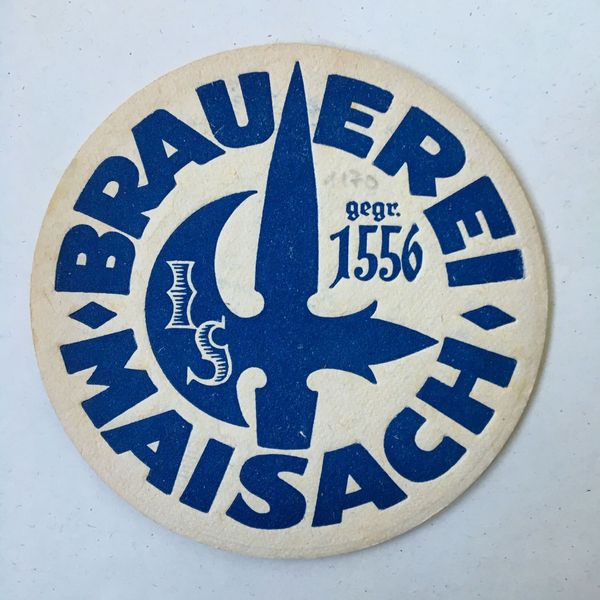 BRAUEREI
gegr.
1556
MAISACH